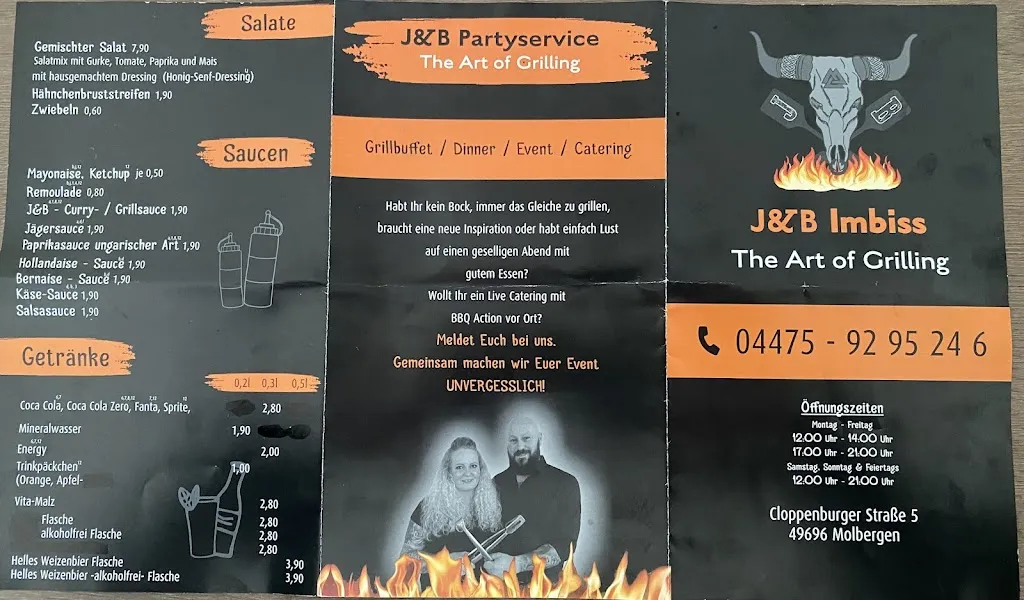 Salate
Gemischter Salat 7,90
Salatmix mit Gurke, Tomate, Paprika und Mais
mit hausgemachtem Dressing (Honig-Senf-Dressing)
Hähnchenbruststreifen 1,90
Zwiebeln 0,60
Saucen
Mayonaise, Ketchup je 0,50
Remoulade 0,80
J&B - Curry- / Grillsauce 1,90
Jägersauce 1,90
Paprikasauce ungarischer Art 1,90
Hollandaise - Sauce 1,90
Bernaise - Sauce 1,90
Käse-Sauce 1,90
Salsasauce 1,90
Getränke
0,2l 0,3l 0,5l
Coca Cola, Coca Cola Zero, Fanta, Sprite, 2,80
Mineralwasser 1,90
Energy 2,00
Trinkpäckchen 1,00
(Orange, Apfel-
Vita-Malz 2,80
Flasche 2,80
alkoholfrei Flasche 2,80
2,80
Helles Weizenbier Flasche 3,90
Helles Weizenbier -alkoholfrei- Flasche 3,90
J&B Partyservice
The Art of Grilling
Grillbuffet / Dinner / Event / Catering
Habt Ihr kein Bock, immer das Gleiche zu grillen,
braucht eine neue Inspiration oder habt einfach Lust
auf einen geselligen Abend mit
gutem Essen?
Wollt Ihr ein Live Catering mit
BBQ Action vor Ort?
Meldet Euch bei uns.
Gemeinsam machen wir Euer Event
UNVERGESSLICH!
J B
J&B Imbiss
The Art of Grilling
04475 - 92 95 24 6
Öffnungszeiten
Montag - Freitag
12.00 Uhr - 14.00 Uhr
17.00 Uhr - 21.00 Uhr
Samstag, Sonntag & Feiertags
12.00 Uhr - 21.00 Uhr
Cloppenburger Straße 5
49696 Molbergen